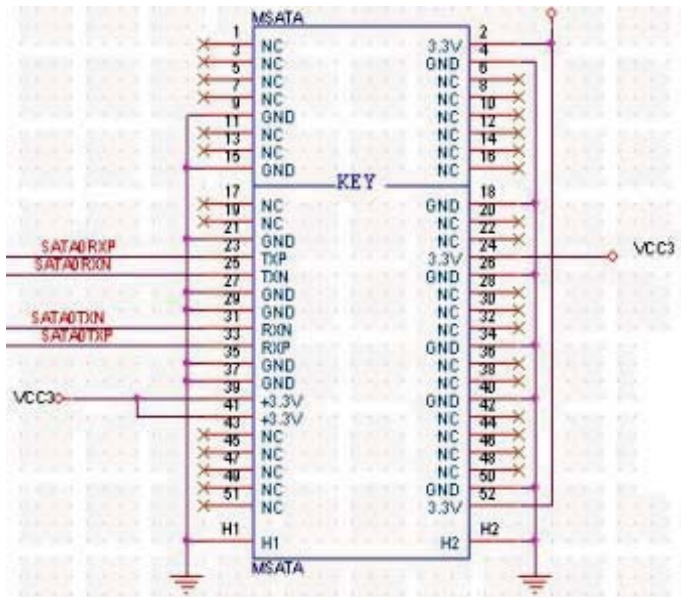 MSATA
1 NC 3.3V 2
3 NC GND 4
5 NC NC 6
7 NC NC 8
9 GND NC 10
11 NC NC 12
13 NC NC 14
15 GND NC 16
KEY
17 NC GND 18
19 NC NC 20
21 GND NC 22
SATA0RXP 23 TXP 3.3V 24 VCC3
SATA0RXN 25 TXN GND 26
27 GND NC 28
29 GND NC 30
SATA0TXN 31 RXN NC 32
SATA0TXP 33 RXP GND 34
35 GND NC 36
37 GND NC 38
VCC3 39 +3.3V GND 40
41 +3.3V NC 42
43 NC NC 44
45 NC NC 46
47 NC NC 48
49 NC GND 50
51 NC 3.3V 52
H1 H1 H2 H2
MSATA